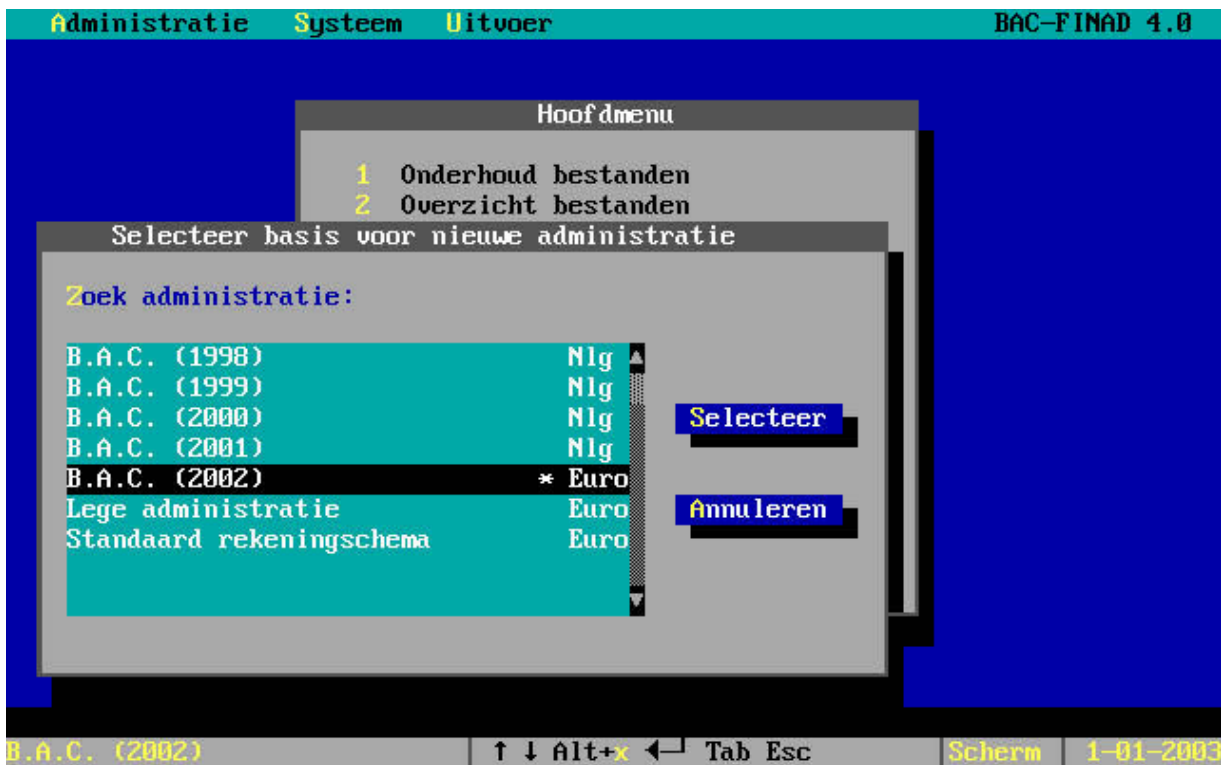 Administratie Systeem Uitvoer BAC-FINAD 4.0
Hoofdmenu
1 Onderhoud bestanden
2 Overzicht bestanden
Selecteer basis voor nieuwe administratie
Zoek administratie:
B.A.C. (1998) Nlg
B.A.C. (1999) Nlg
B.A.C. (2000) Nlg
B.A.C. (2001) Nlg
B.A.C. (2002) * Euro
Lege administratie Euro
Standaard rekeningschema Euro
Selecteer
Annuleren
B.A.C. (2002) ↑ ↓ Alt+x ◄─┘ Tab Esc Scherm 1-01-2003